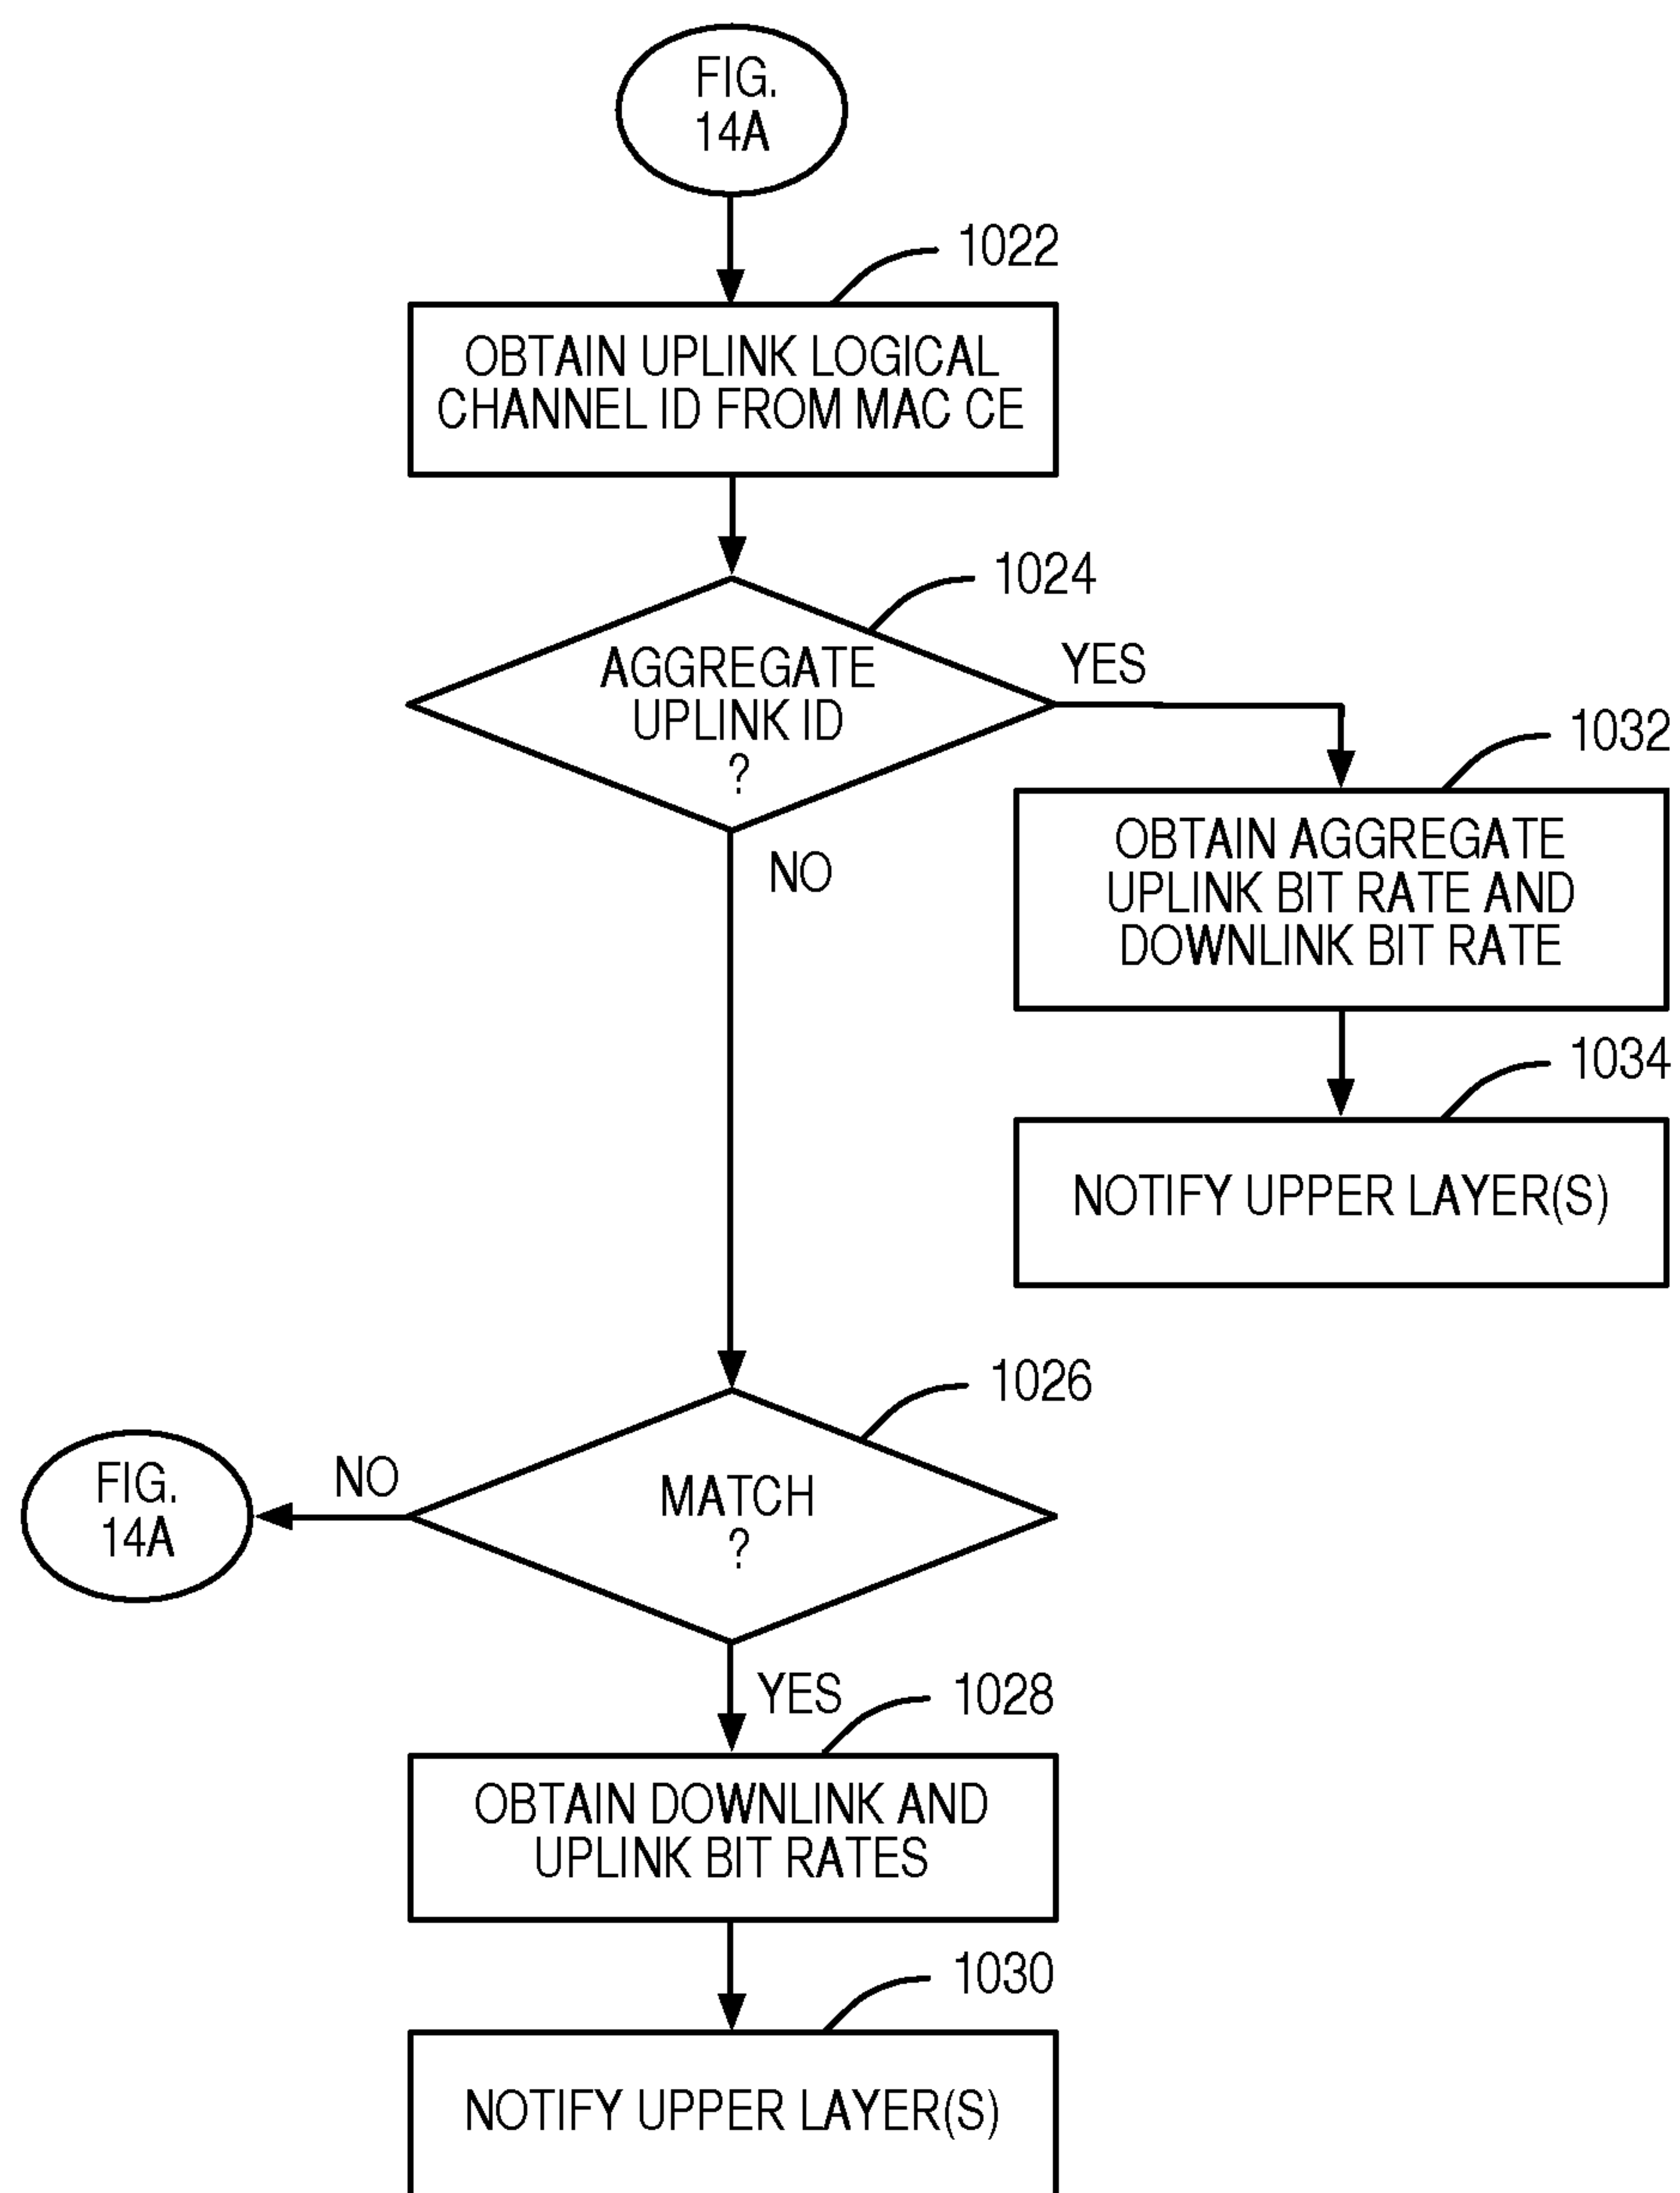 FIG.
14A
1022
OBTAIN UPLINK LOGICAL
CHANNEL ID FROM MAC CE
1024
AGGREGATE
UPLINK ID
?
YES
NO
1032
OBTAIN AGGREGATE
UPLINK BIT RATE AND
DOWNLINK BIT RATE
1034
NOTIFY UPPER LAYER(S)
1026
MATCH
?
NO
FIG.
14A
YES
1028
OBTAIN DOWNLINK AND
UPLINK BIT RATES
1030
NOTIFY UPPER LAYER(S)